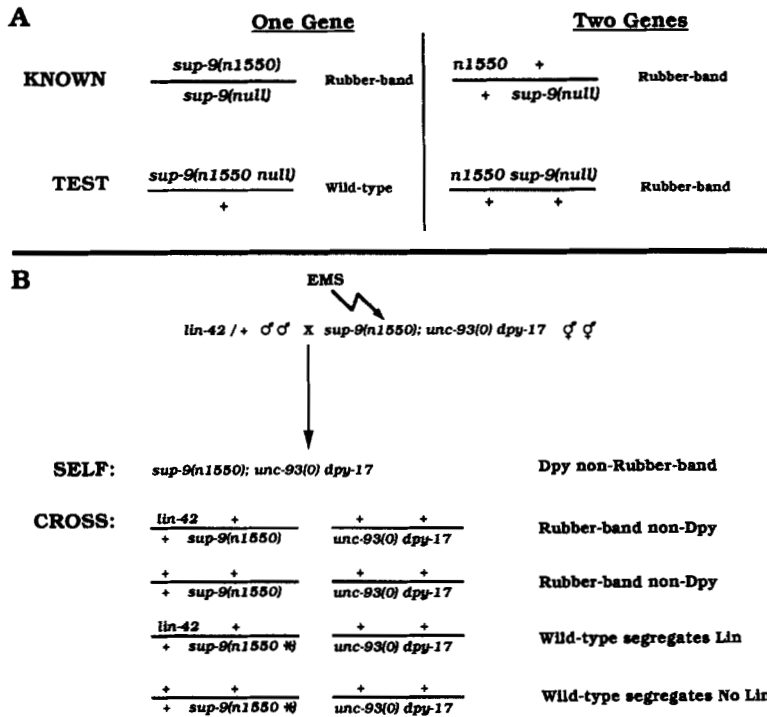 A
One Gene
Two Genes
KNOWN
sup-9(n1550)
sup-9(null)
Rubber-band
n1550 +
+ sup-9(null)
Rubber-band
TEST
sup-9(n1550 null)
+
Wild-type
n1550 sup-9(null)
+ +
Rubber-band
B
EMS
lin-42 / + ♂♂ X sup-9(n1550); unc-93(0) dpy-17 ⚥⚥
SELF: sup-9(n1550); unc-93(0) dpy-17 Dpy non-Rubber-band
CROSS:
lin-42 +
+ sup-9(n1550)
+ +
unc-93(0) dpy-17
Rubber-band non-Dpy
+ +
+ sup-9(n1550)
+ +
unc-93(0) dpy-17
Rubber-band non-Dpy
lin-42 +
+ sup-9(n1550 *)
+ +
unc-93(0) dpy-17
Wild-type segregates Lin
+ +
+ sup-9(n1550 *)
+ +
unc-93(0) dpy-17
Wild-type segregates No Lin